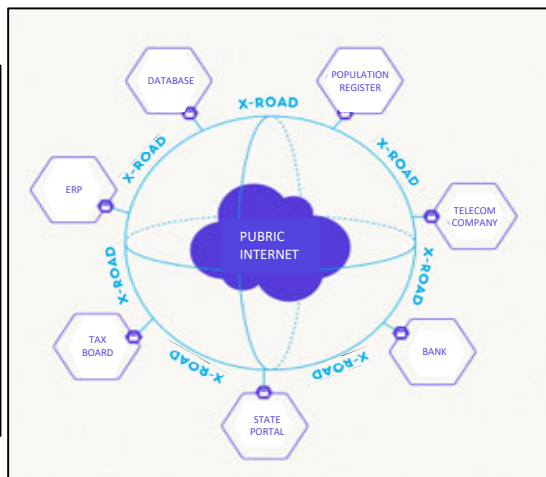 DATABASE
X-ROAD
POPULATION
REGISTER
X-ROAD
X-ROAD
ERP
TELECOM
COMPANY
PUBRIC
INTERNET
X-ROAD
X-ROAD
TAX
BOARD
BANK
X-ROAD
X-ROAD
STATE
PORTAL